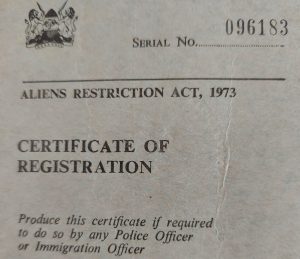 SERIAL No. 096183
ALIENS RESTRICTION ACT, 1973
CERTIFICATE OF
REGISTRATION
Produce this certificate if required
to do so by any Police Officer
or Immigration Officer